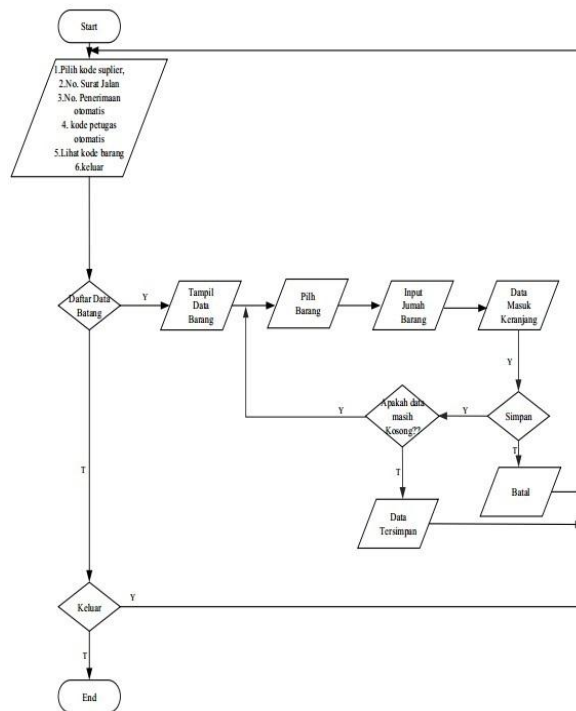 Start
1.Pilih kode suplier,
2.No. Surat Jalan
3.No. Penerimaan
otomatis
4. kode petugas
otomatis
5.Lihat kode barang
6.keluar
Daftar Data
Batang
Y
Tampil
Data
Barang
Pilh
Barang
Input
Jumah
Barang
Data
Masuk
Keranjang
Y
Apakah data
masih
Kosong??
Y
Y
Simpan
T
T
Batal
Data
Tersimpan
T
Keluar
Y
T
End